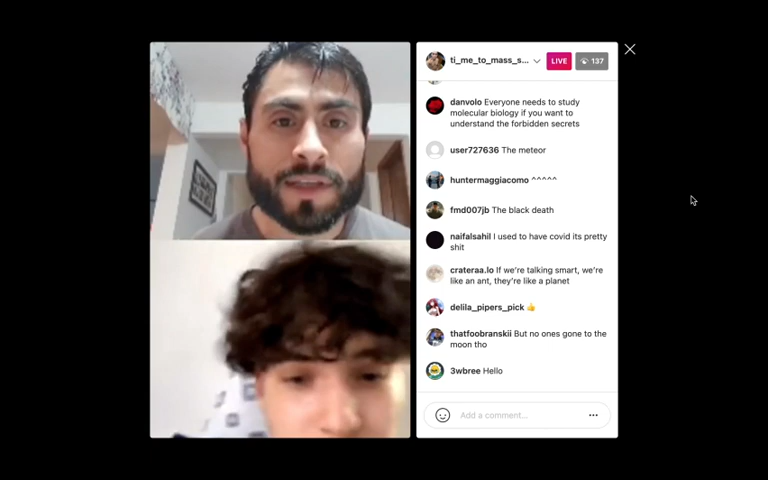 ti_me_to_mass_s...
LIVE
137
danvolo Everyone needs to study
molecular biology if you want to
understand the forbidden secrets
user727636 The meteor
huntermaggiacomo ^^^^^
fmd007jb The black death
naifalsahil I used to have covid its pretty
shit
crateraa.lo If we're talking smart, we're
like an ant, they're like a planet
delila_pipers_pick 👍
thatfoobranskii But no ones gone to the
moon tho
3wbree Hello
Add a comment...